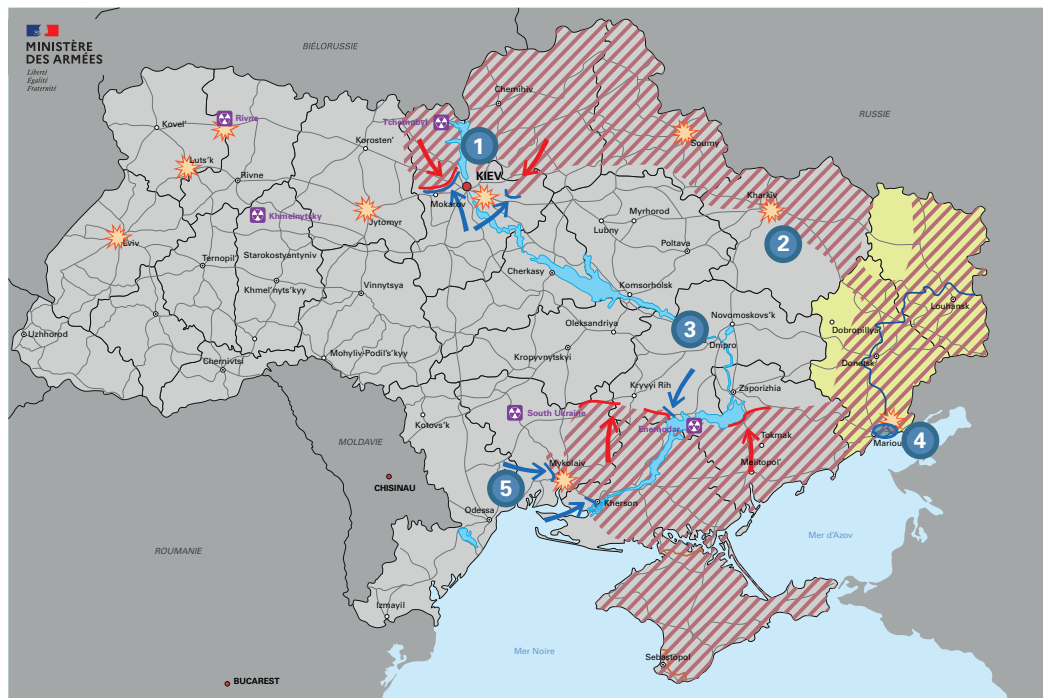 MINISTÈRE
DES ARMÉES
Liberté
Égalité
Fraternité
BIÉLORUSSIE
RUSSIE
Chernihiv
Tchernobyl
Kovel'
Rivne
Korosten'
1
Soumy
Luts'k
Rivne
KIEV
Mokarov
Kharkiv
Khmelnytsky
Jytomyr
Myrhorod
Lubny
2
Lviv
Poltava
Ternopil'
Starokostyantyniv
Cherkasy
Khmel'nyts'kyy
Vinnytsya
Komsorholsk
Louhansk
Novomoskovs'k
Oleksandriya
3
Dobropillya
Uzhhorod
Dnipro
Mohyliv-Podil's'kyy
Kropyvnytskyi
Donetsk
Chernivtsi
Kryvyi Rih
Zaporizhia
South Ukraine
Kotovs'k
Enerhodar
Tokmak
Mariou
4
MOLDAVIE
Mykolaiv
Melitopol'
CHISINAU
5
Kherson
Odessa
Mer d'Azov
ROUMANIE
Izmayil
Mer Noire
Sebastopol
BUCAREST